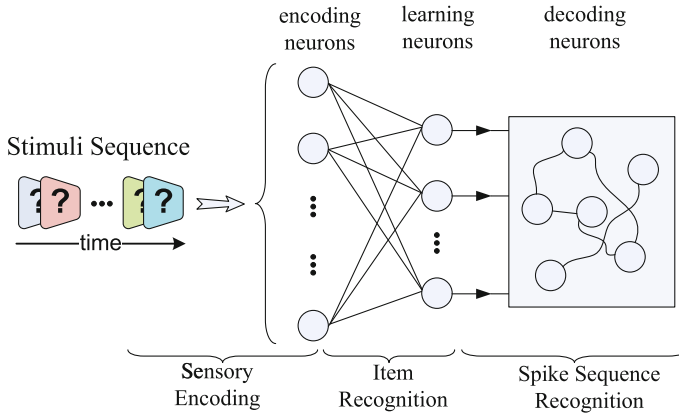 encoding
neurons
learning
neurons
decoding
neurons
Stimuli Sequence
? ? ... ? ?
time
Sensory
Encoding
Item
Recognition
Spike Sequence
Recognition